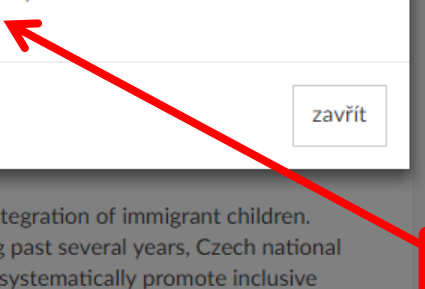 zavřít
tegration of immigrant children.
past several years, Czech national
systematically promote inclusive